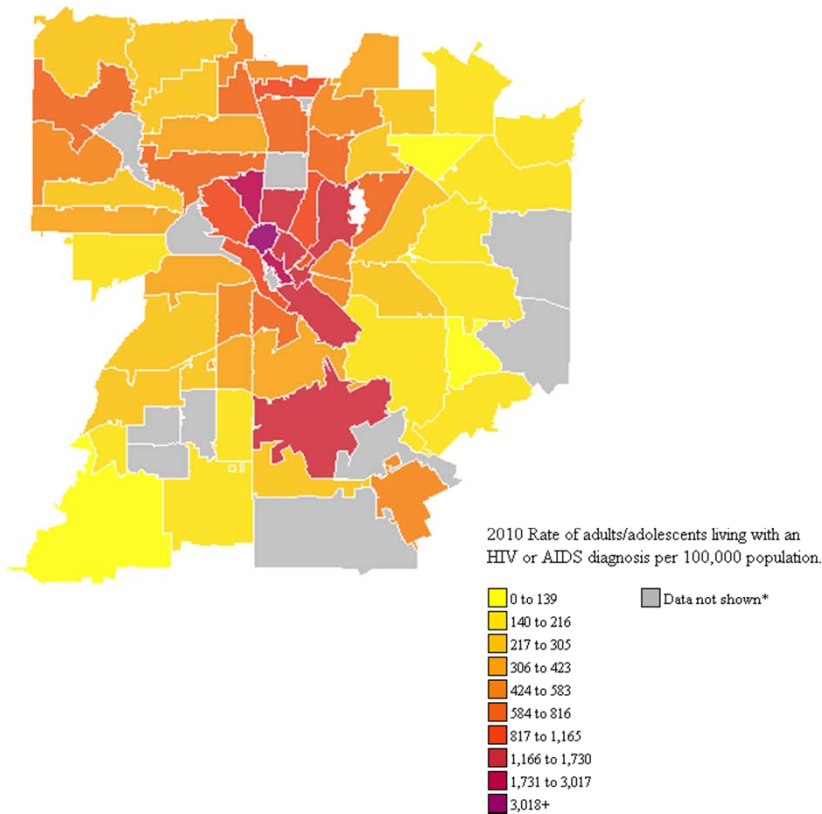 2010 Rate of adults/adolescents living with an
HIV or AIDS diagnosis per 100,000 population.
0 to 139
Data not shown*
140 to 216
217 to 305
306 to 423
424 to 583
584 to 816
817 to 1,165
1,166 to 1,730
1,731 to 3,017
3,018+